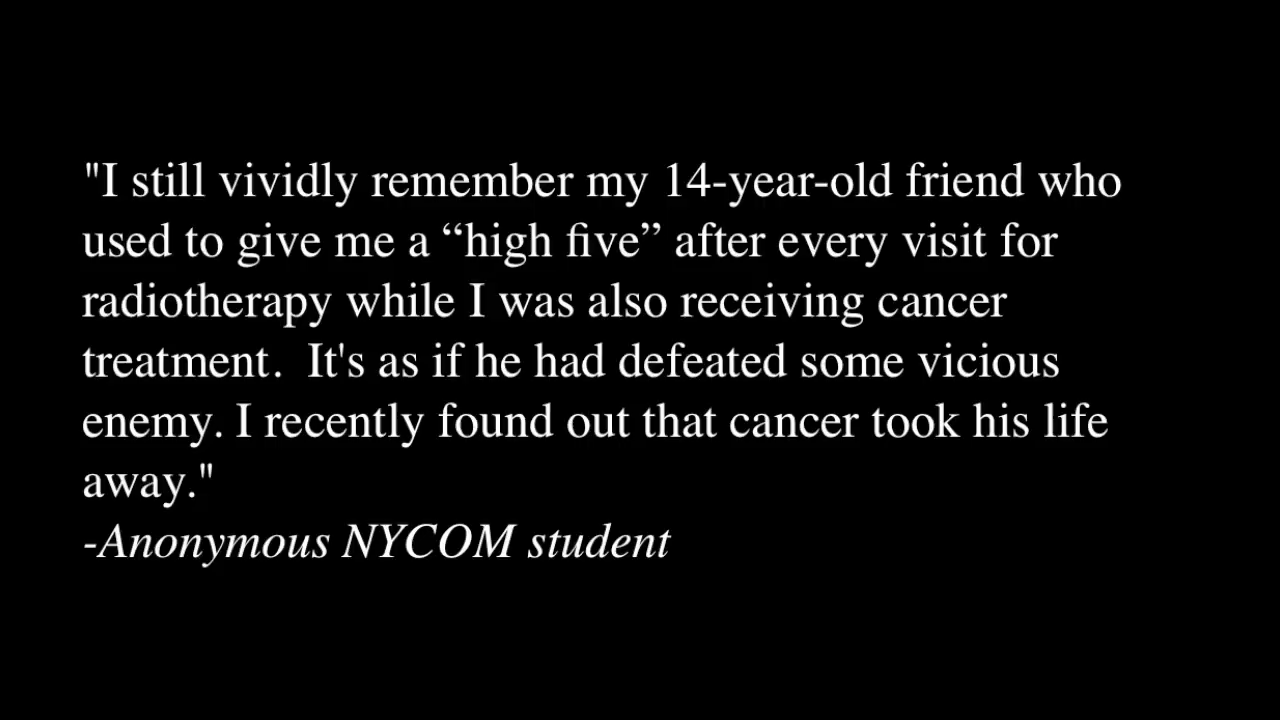 "I still vividly remember my 14-year-old friend who
used to give me a “high five” after every visit for
radiotherapy while I was also receiving cancer
treatment.  It's as if he had defeated some vicious
enemy. I recently found out that cancer took his life
away."
-Anonymous NYCOM student